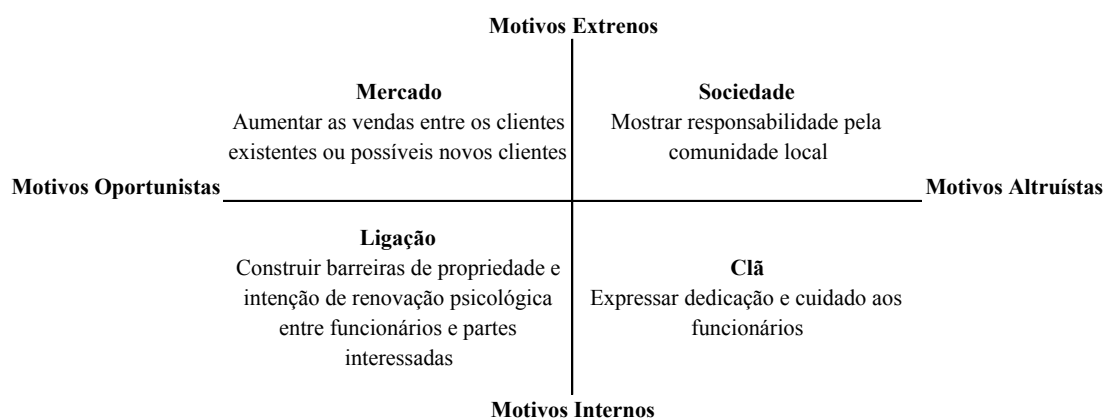 Motivos Extrenos
Mercado
Aumentar as vendas entre os clientes
existentes ou possíveis novos clientes
Sociedade
Mostrar responsabilidade pela
comunidade local
Motivos Oportunistas
Motivos Altruístas
Ligação
Construir barreiras de propriedade e
intenção de renovação psicológica
entre funcionários e partes
interessadas
Clã
Expressar dedicação e cuidado aos
funcionários
Motivos Internos